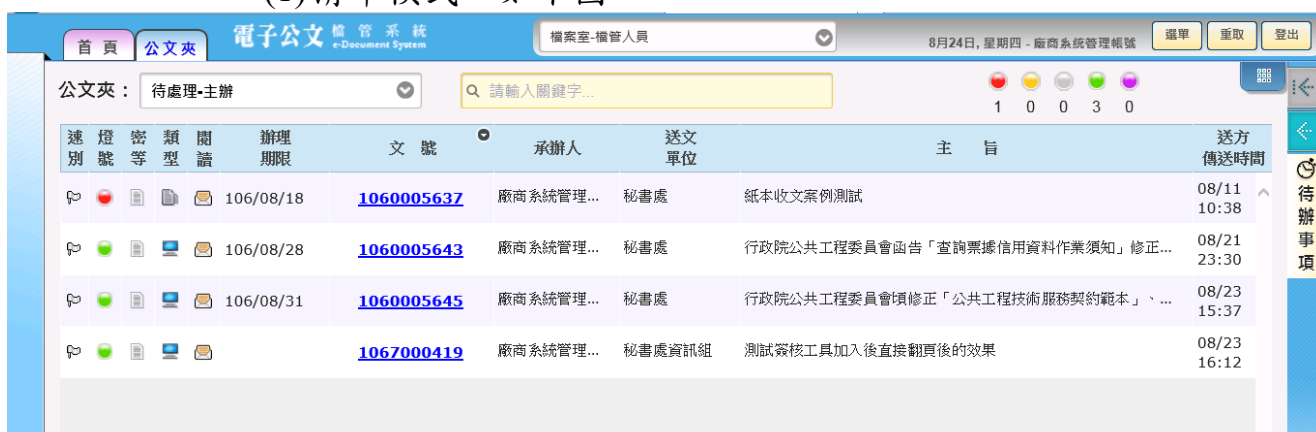 首 頁
公文夾
電子公文 檔 管 系 統
e-Document System
檔案室-檔管人員
8月24日, 星期四 - 廠商系統管理帳號
選單
重取
登出
公文夾：
待處理-主辦
請輸入關鍵字...
1 0 0 3 0
速別 燈號 密等 類型 閱讀 辦理期限 文 號 承辦人 送文單位 主 旨 送方傳送時間
106/08/18 1060005637 廠商系統管理... 秘書處 紙本收文案例測試 08/11 10:38
106/08/28 1060005643 廠商系統管理... 秘書處 行政院公共工程委員會函告「查詢票據信用資料作業須知」修正... 08/21 23:30
106/08/31 1060005645 廠商系統管理... 秘書處 行政院公共工程委員會頃修正「公共工程技術服務契約範本」、... 08/23 15:37
1067000419 廠商系統管理... 秘書處資訊組 測試簽核工具加入後直接翻頁後的效果 08/23 16:12
待辦事項